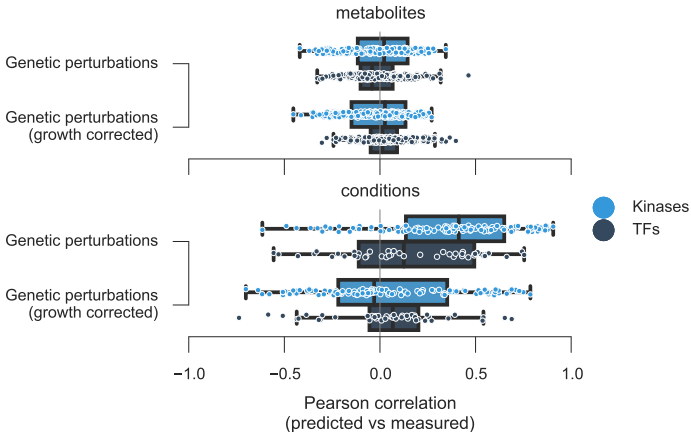 metabolites
Genetic perturbations
Genetic perturbations
(growth corrected)
conditions
Kinases
TFs
Genetic perturbations
Genetic perturbations
(growth corrected)
−1.0 −0.5 0.0 0.5 1.0
Pearson correlation
(predicted vs measured)